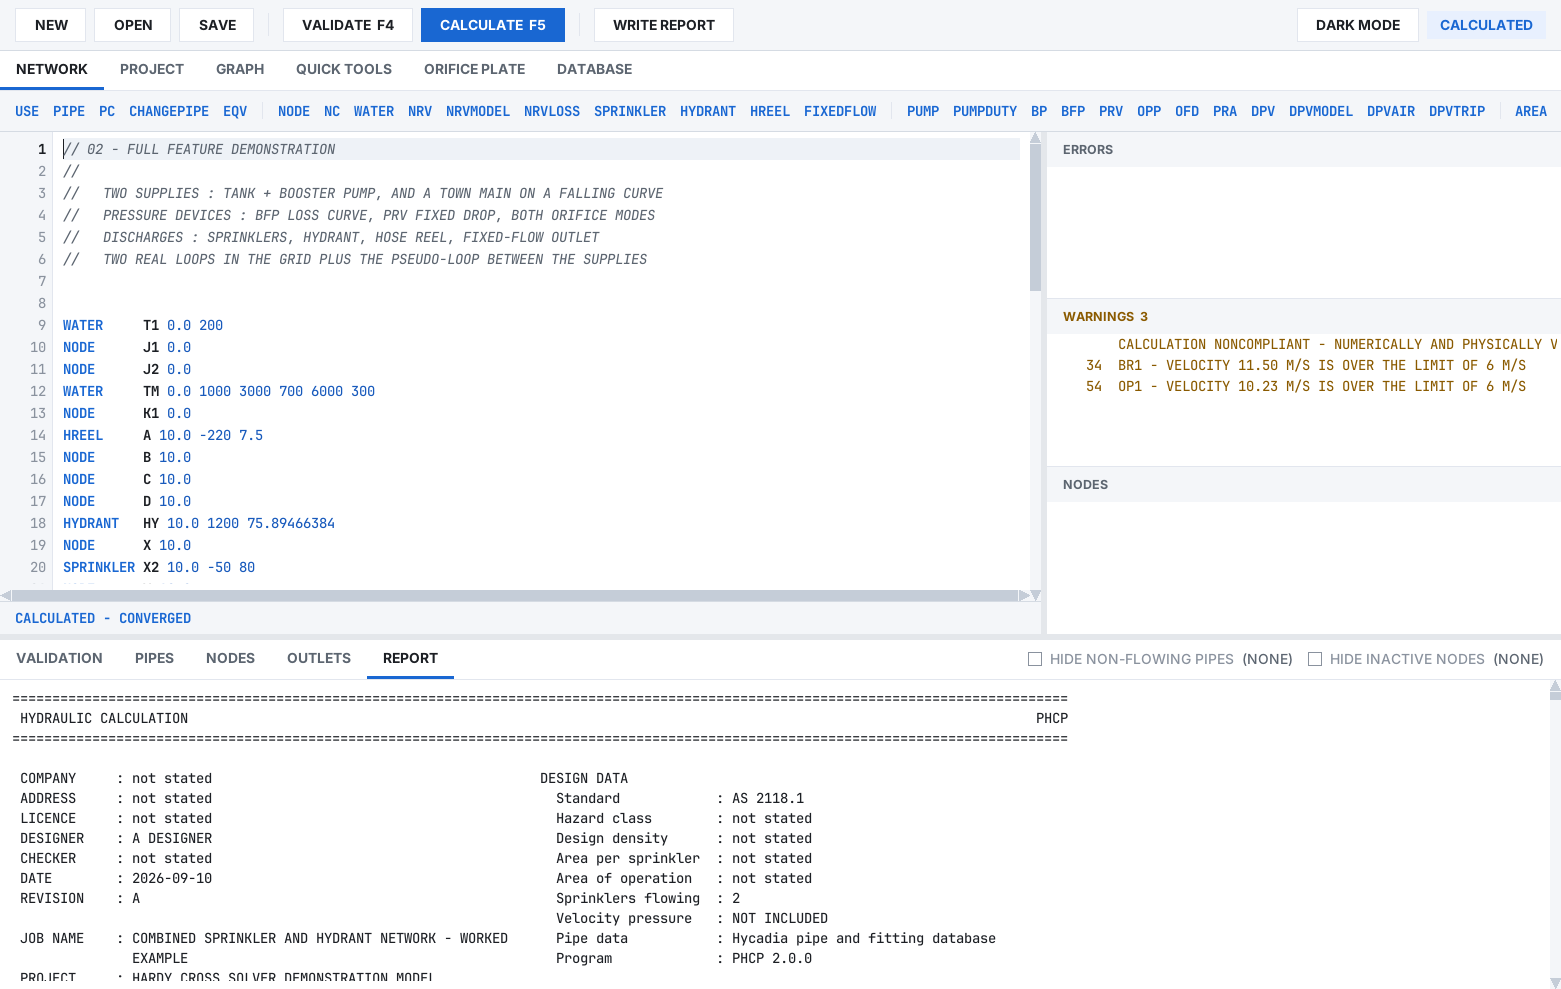 NEW OPEN SAVE VALIDATE F4 CALCULATE F5 WRITE REPORT DARK MODE CALCULATED
NETWORK PROJECT GRAPH QUICK TOOLS ORIFICE PLATE DATABASE
USE PIPE PC CHANGEPIPE EQV NODE NC WATER NRV NRVMODEL NRVLOSS SPRINKLER HYDRANT HREEL FIXEDFLOW PUMP PUMPDUTY BP BFP PRV OPP OFD PRA DPV DPVMODEL DPVAIR DPVTRIP AREA
1 // 02 - FULL FEATURE DEMONSTRATION
2 //
3 // TWO SUPPLIES : TANK + BOOSTER PUMP, AND A TOWN MAIN ON A FALLING CURVE
4 // PRESSURE DEVICES : BFP LOSS CURVE, PRV FIXED DROP, BOTH ORIFICE MODES
5 // DISCHARGES : SPRINKLERS, HYDRANT, HOSE REEL, FIXED-FLOW OUTLET
6 // TWO REAL LOOPS IN THE GRID PLUS THE PSEUDO-LOOP BETWEEN THE SUPPLIES
7
8
9 WATER T1 0.0 200
10 NODE J1 0.0
11 NODE J2 0.0
12 WATER TM 0.0 1000 3000 700 6000 300
13 NODE K1 0.0
14 HREEL A 10.0 -220 7.5
15 NODE B 10.0
16 NODE C 10.0
17 NODE D 10.0
18 HYDRANT HY 10.0 1200 75.89466384
19 NODE X 10.0
20 SPRINKLER X2 10.0 -50 80
CALCULATED - CONVERGED
ERRORS
WARNINGS 3
CALCULATION NONCOMPLIANT - NUMERICALLY AND PHYSICALLY V
34 BR1 - VELOCITY 11.50 M/S IS OVER THE LIMIT OF 6 M/S
54 OP1 - VELOCITY 10.23 M/S IS OVER THE LIMIT OF 6 M/S
NODES
VALIDATION PIPES NODES OUTLETS REPORT HIDE NON-FLOWING PIPES (NONE) HIDE INACTIVE NODES (NONE)
====================================================================================================================================
HYDRAULIC CALCULATION PHCP
====================================================================================================================================
COMPANY : not stated DESIGN DATA
ADDRESS : not stated Standard : AS 2118.1
LICENCE : not stated Hazard class : not stated
DESIGNER : A DESIGNER Design density : not stated
CHECKER : not stated Area per sprinkler : not stated
DATE : 2026-09-10 Area of operation : not stated
REVISION : A Sprinklers flowing : 2
Velocity pressure : NOT INCLUDED
JOB NAME : COMBINED SPRINKLER AND HYDRANT NETWORK - WORKED Pipe data : Hycadia pipe and fitting database
EXAMPLE Program : PHCP 2.0.0
PROJECT : HARDY CROSS SOLVER DEMONSTRATION MODEL